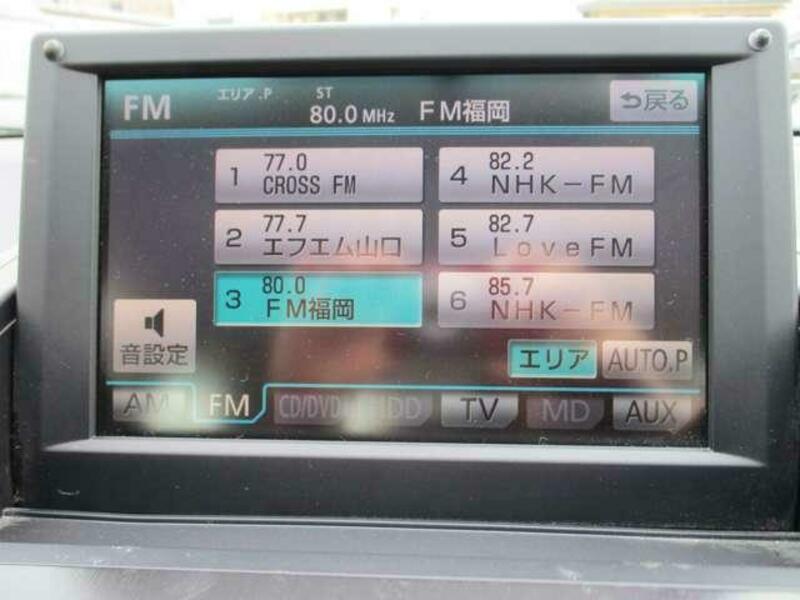 FM エリア.P ST 80.0 MHz FM福岡 戻る
1 77.0 CROSS FM
2 77.7 エフエム山口
3 80.0 FM福岡
4 82.2 NHK-FM
5 82.7 LoveFM
6 85.7 NHK-FM
音設定
エリア AUTO.P
AM FM CD/DVD HDD TV MD AUX